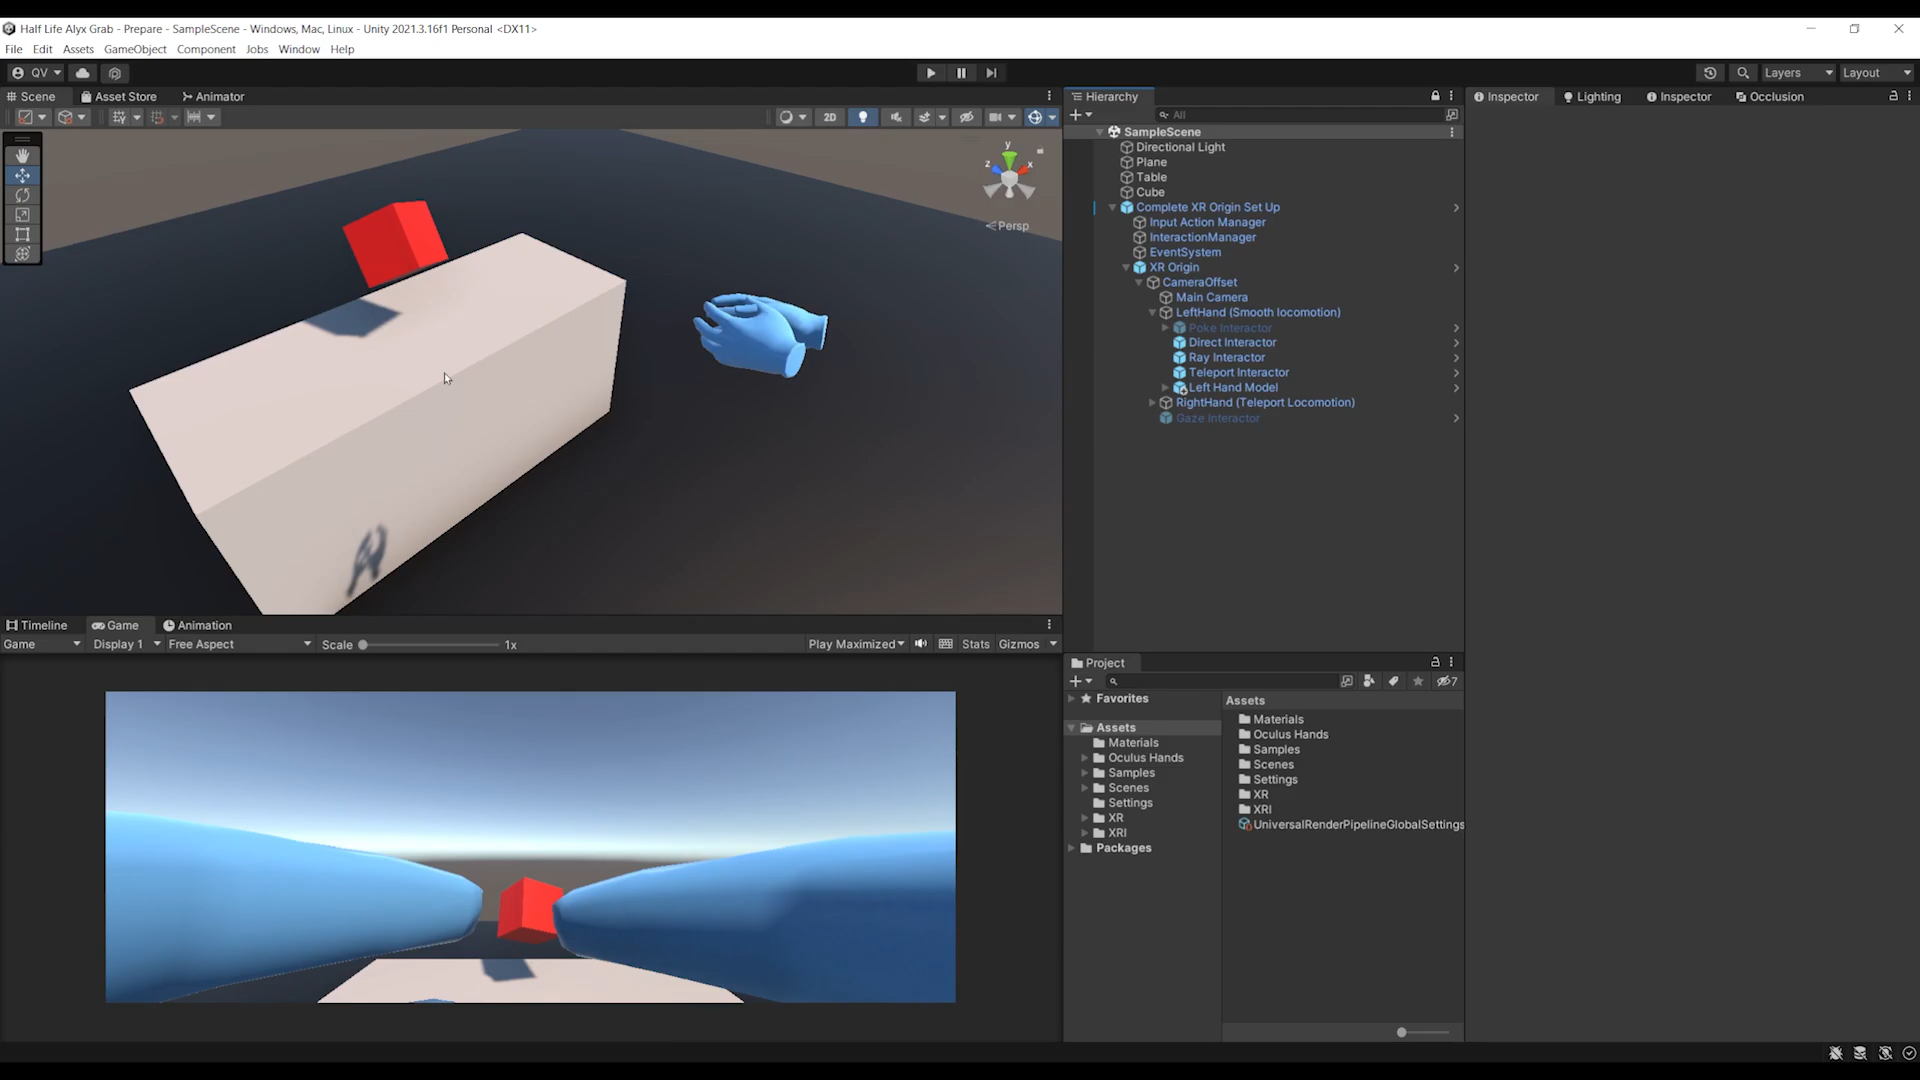 Half Life Alyx Grab - Prepare - SampleScene - Windows, Mac, Linux - Unity 2021.3.16f1 Personal <DX11>
File Edit Assets GameObject Component Jobs Window Help
QV Layers Layout
Scene Asset Store Animator
2D
y
z x
Persp
Timeline Game Animation
Game Display 1 Free Aspect Scale 1x Play Maximized Stats Gizmos
Hierarchy
All
SampleScene
Directional Light
Plane
Table
Cube
Complete XR Origin Set Up
Input Action Manager
InteractionManager
EventSystem
XR Origin
CameraOffset
Main Camera
LeftHand (Smooth locomotion)
Poke Interactor
Direct Interactor
Ray Interactor
Teleport Interactor
Left Hand Model
RightHand (Teleport Locomotion)
Gaze Interactor
Project
7
Favorites
Assets
Materials
Oculus Hands
Samples
Scenes
Settings
XR
XRI
Packages
Assets
Materials
Oculus Hands
Samples
Scenes
Settings
XR
XRI
UniversalRenderPipelineGlobalSettings
Inspector Lighting Inspector Occlusion